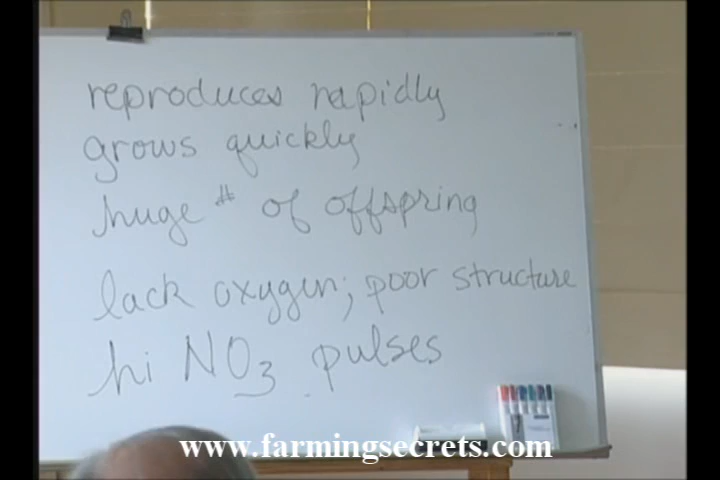 reproduces rapidly
grows quickly
huge # of offspring
lack oxygen; poor structure
hi NO3 pulses
www.farmingsecrets.com